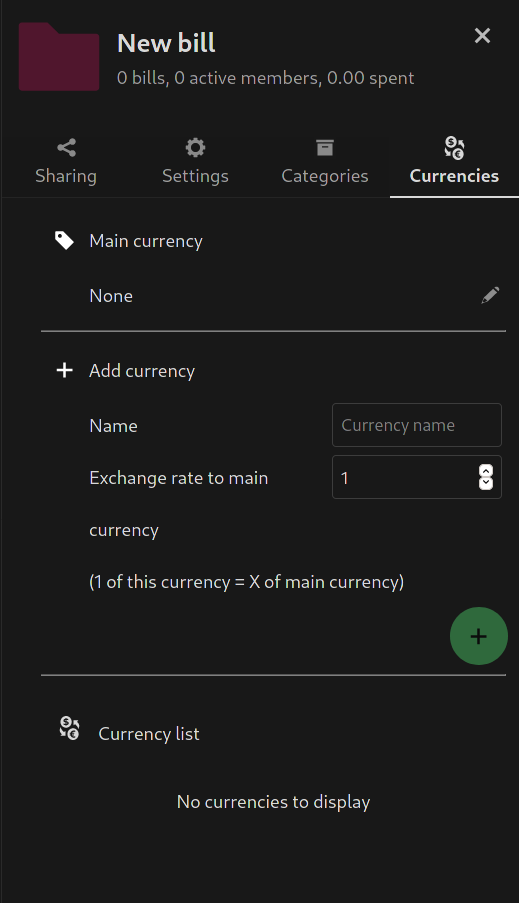 New bill
0 bills, 0 active members, 0.00 spent
Sharing
Settings
Categories
Currencies
Main currency
None
Add currency
Name
Currency name
Exchange rate to main
1
currency
(1 of this currency = X of main currency)
Currency list
No currencies to display